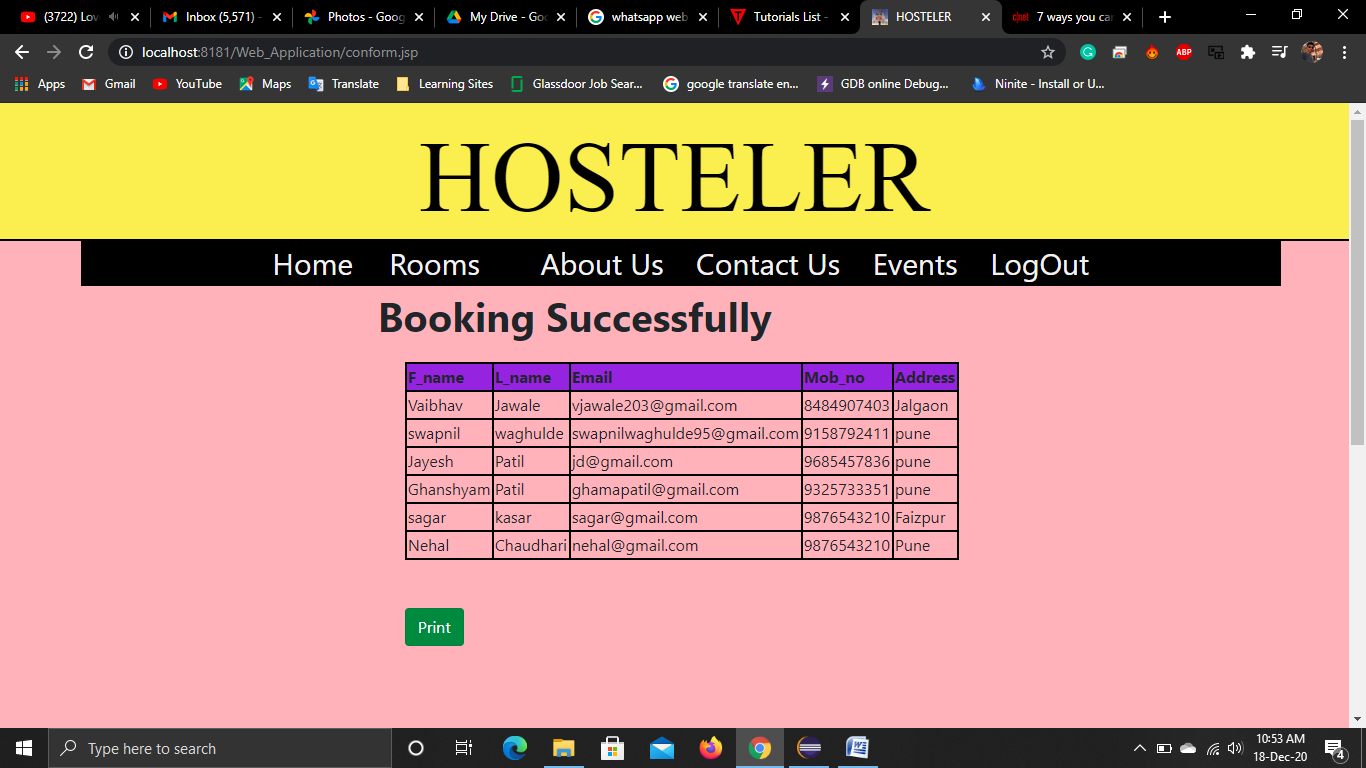 (3722) Lov
Inbox (5,571) -
Photos - Goog
My Drive - Goo
whatsapp web
Tutorials List -
HOSTELER
c|net
7 ways you can
localhost:8181/Web_Application/conform.jsp
ABP
Apps
Gmail
YouTube
Maps
Translate
Learning Sites
Glassdoor Job Sear...
google translate en...
GDB online Debug...
Ninite - Install or U...
HOSTELER
Home Rooms About Us Contact Us Events LogOut
Booking Successfully
F_name L_name Email Mob_no Address
Vaibhav Jawale vjawale203@gmail.com 8484907403 Jalgaon
swapnil waghulde swapnilwaghulde95@gmail.com 9158792411 pune
Jayesh Patil jd@gmail.com 9685457836 pune
Ghanshyam Patil ghamapatil@gmail.com 9325733351 pune
sagar kasar sagar@gmail.com 9876543210 Faizpur
Nehal Chaudhari nehal@gmail.com 9876543210 Pune
Print
Type here to search
10:53 AM
18-Dec-20
4